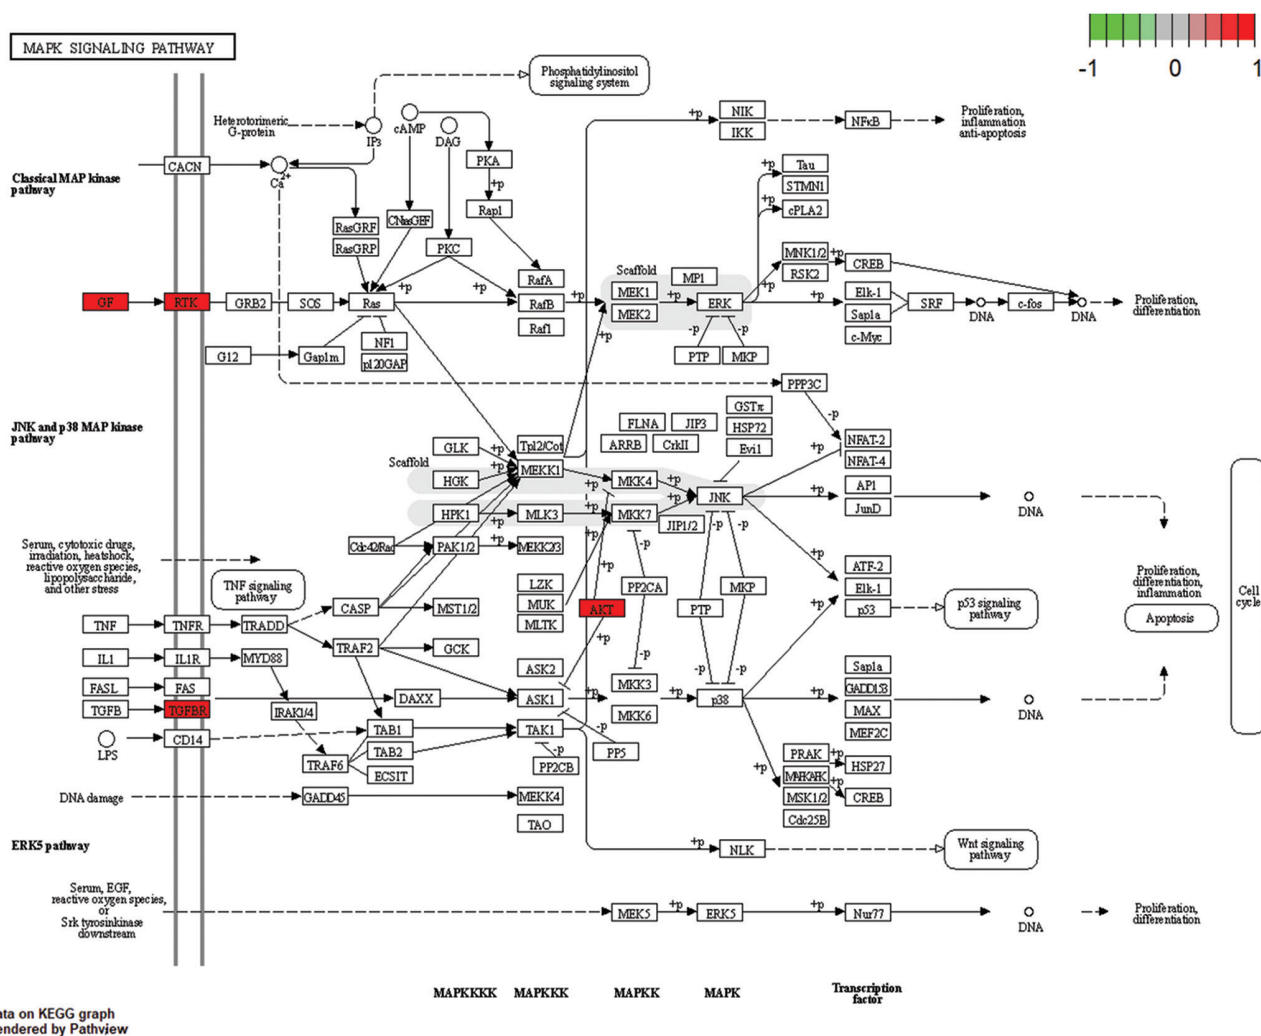 MAPK SIGNALING PATHWAY
-1 0 1
Phosphatidylinositol
signaling system
Heterotorimeric
G-protein
IP3
cAMP
DAG
NIK
IKK
+p
NFκB
Proliferation,
inflammation
anti-apoptosis
Classical MAP kinase
pathway
CACN
Ca2+
PKA
+p
Rap1
RasGRF
RasGRP
CNasGEF
PKC
Tau
STMN1
cPLA2
+p
+p
MNK1/2
RSK2
+p
+p
CREB
Scaffold
MP1
GF
RTK
GRB2
SOS
Ras
+p
+p
RafA
RafB
Raf1
+p
MEK1
MEK2
+p
ERK
+p
Elk-1
Sap1a
c-Myc
SRF
DNA
c-fos
DNA
Proliferation,
differentiation
G12
Gap1m
NF1
p120GAP
+p
-p
-p
PTP
MKP
PPP3C
-p
JNK and p38 MAP kinase
pathway
FLNA
JIP3
ARRB
CrkII
GSTπ
HSP72
Evi1
NFAT-2
NFAT-4
+p
GLK
+p
Tpl2/Cot
Scaffold
HGK
+p
MEKK1
+p
MKK4
+p
JNK
+p
AP1
JunD
DNA
HPK1
+p
MLK3
+p
MKK7
+p
JIP1/2
Serum, cytotoxic drugs,
irradiation, heatshock,
reactive oxygen species,
lipopolysaccharide,
and other stress
Cdc42/Rac
PAK1/2
+p
MEKK2/3
-p
-p
-p
+p
ATF-2
Elk-1
p53
p53 signaling
pathway
Proliferation,
differentiation,
inflammation
Apoptosis
Cell
cycle
TNF signaling
pathway
LZK
MUK
MLTK
+p
AKT
+p
PP2CA
PTP
MKP
+p
CASP
MST1/2
TNF
TNFR
TRADD
TRAF2
GCK
IL1
IL1R
MYD88
ASK2
-p
-p
-p
FASL
FAS
DAXX
ASK1
+p
MKK3
MKK6
+p
p38
+p
Sap1a
GADD153
MAX
MEF2C
DNA
TGFB
TGFBR
IRAK1/4
LPS
CD14
TAB1
TAB2
ECSIT
TRAF6
TAK1
-p
PP2CB
-p
PP5
+p
PRAK
MAPKAPK
MSK1/2
Cdc25B
+p
+p
HSP27
CREB
DNA damage
GADD45
MEKK4
TAO
ERK5 pathway
+p
NLK
Wnt signaling
pathway
Serum, EGF,
reactive oxygen species,
or
Srk tyrosinkinase
downstream
MEK5
+p
ERK5
+p
Nur77
DNA
Proliferation,
differentiation
MAPKKKK
MAPKKK
MAPKK
MAPK
Transcription
factor
ata on KEGG graph
endered by Pathview